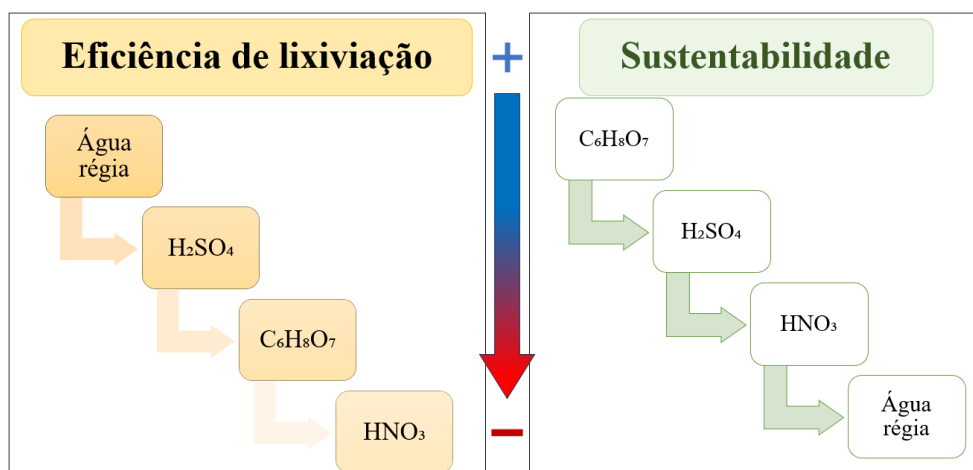 Eficiência de lixiviação
Água
régia
H₂SO₄
C₆H₈O₇
HNO₃
+
−
Sustentabilidade
C₆H₈O₇
H₂SO₄
HNO₃
Água
régia